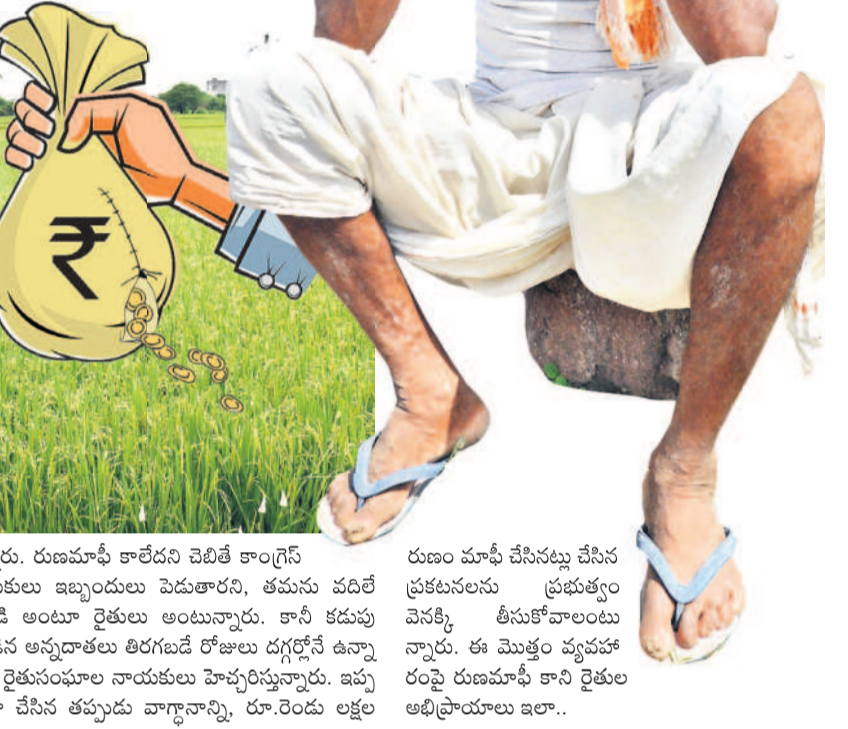 ₹
రు. రుణమాఫీ కాలేదని చెబితే కాంగ్రెస్
కులు ఇబ్బందులు పెడుతారని, తమను వదిలే
అంటూ రైతులు అంటున్నారు. కానీ కడుపు
అన్నదాతలు తిరగబడే రోజులు దగ్గర్లోనే ఉన్నా
రైతుసంఘాల నాయకులు హెచ్చరిస్తున్నారు. ఇప్ప
చేసిన తప్పుడు వాగ్ధానాన్ని, రూ.రెండు లక్షల
రుణం మాఫీ చేసినట్లు చేసిన
ప్రకటనలను ప్రభుత్వం
వెనక్కి తీసుకోవాలంటు
న్నారు. ఈ మొత్తం వ్యవహా
రంపై రుణమాఫీ కాని రైతుల
అభిప్రాయాలు ఇలా..